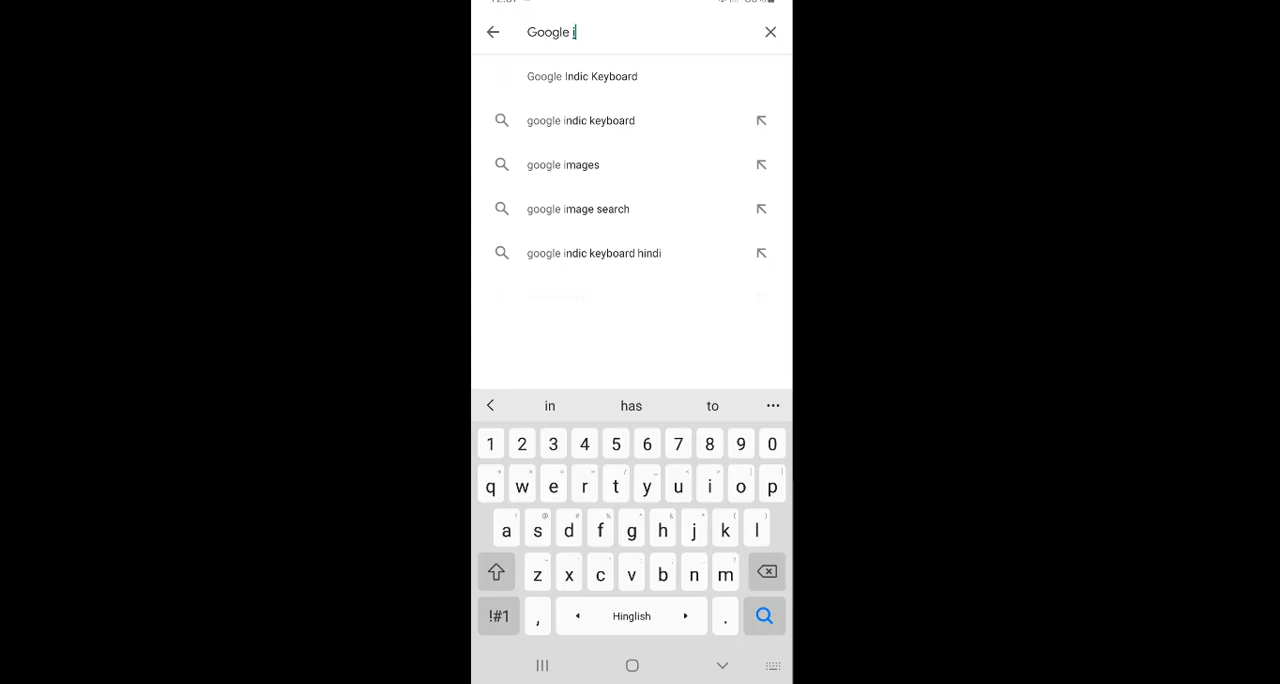 Google i
Google Indic Keyboard
google indic keyboard
google images
google image search
google indic keyboard hindi
in has to ...
1 2 3 4 5 6 7 8 9 0
q w e r t y u i o p
a s d f g h j k l
z x c v b n m
!#1 , Hinglish .